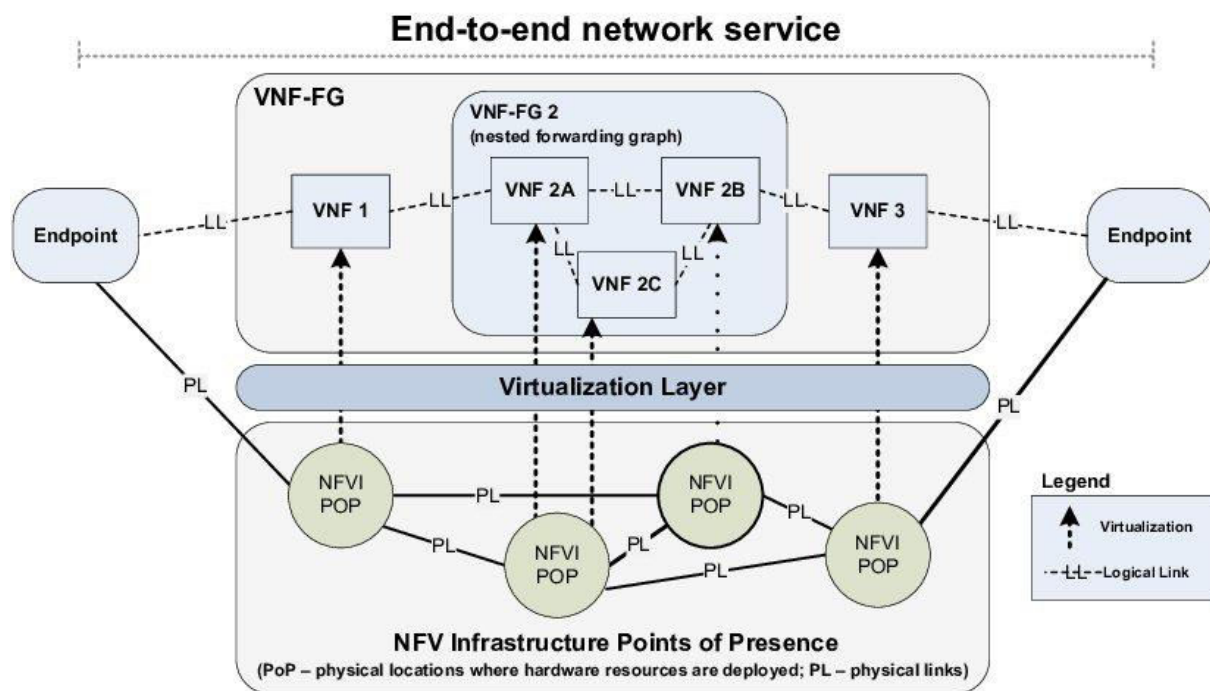 End-to-end network service
VNF-FG
VNF-FG 2
(nested forwarding graph)
VNF 2A
LL
VNF 2B
VNF 1
LL
LL
VNF 3
Endpoint
LL
LL
Endpoint
LL
LL
VNF 2C
Virtualization Layer
PL
PL
NFVI
POP
PL
NFVI
POP
PL
PL
PL
NFVI
POP
PL
NFVI
POP
Legend
Virtualization
LL
Logical Link
NFV Infrastructure Points of Presence
(PoP – physical locations where hardware resources are deployed; PL – physical links)